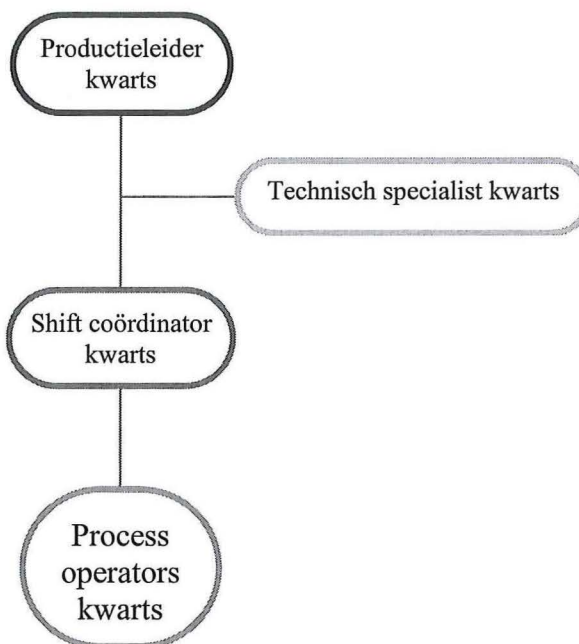 Productieleider
kwarts
Technisch specialist kwarts
Shift coördinator
kwarts
Process
operators
kwarts